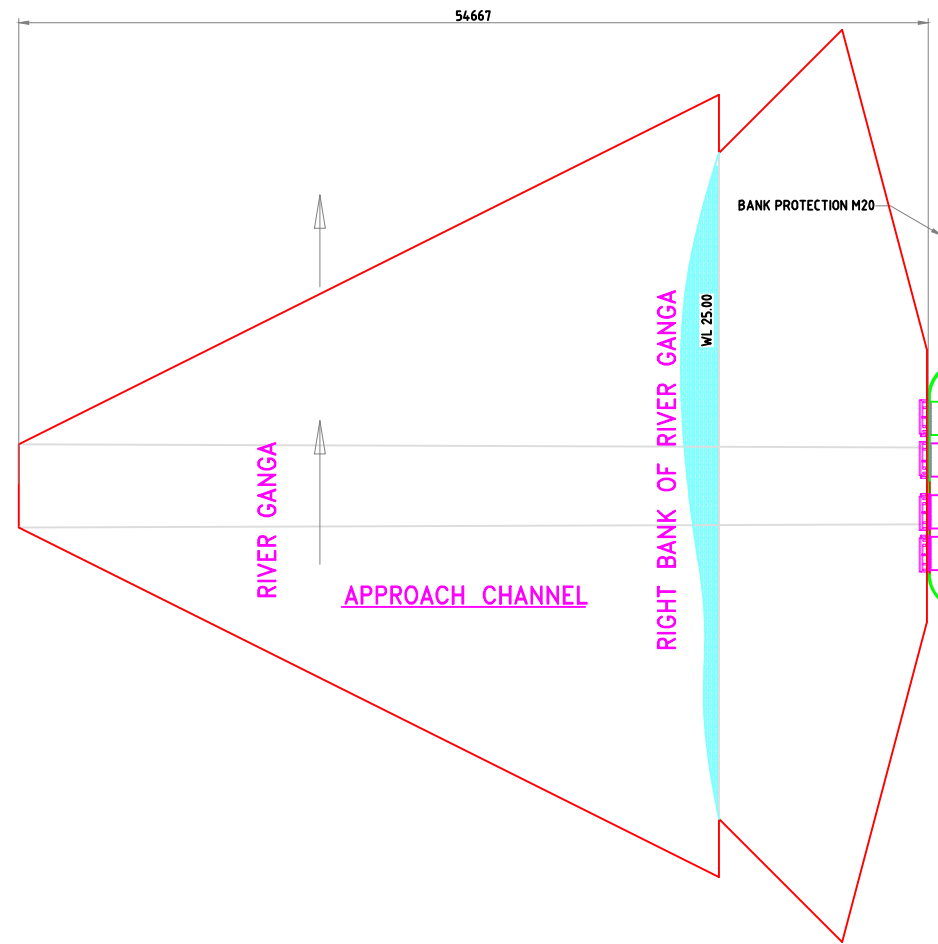 54667
BANK PROTECTION M20
WL 25.00
RIGHT BANK OF RIVER GANGA
RIVER GANGA
APPROACH CHANNEL